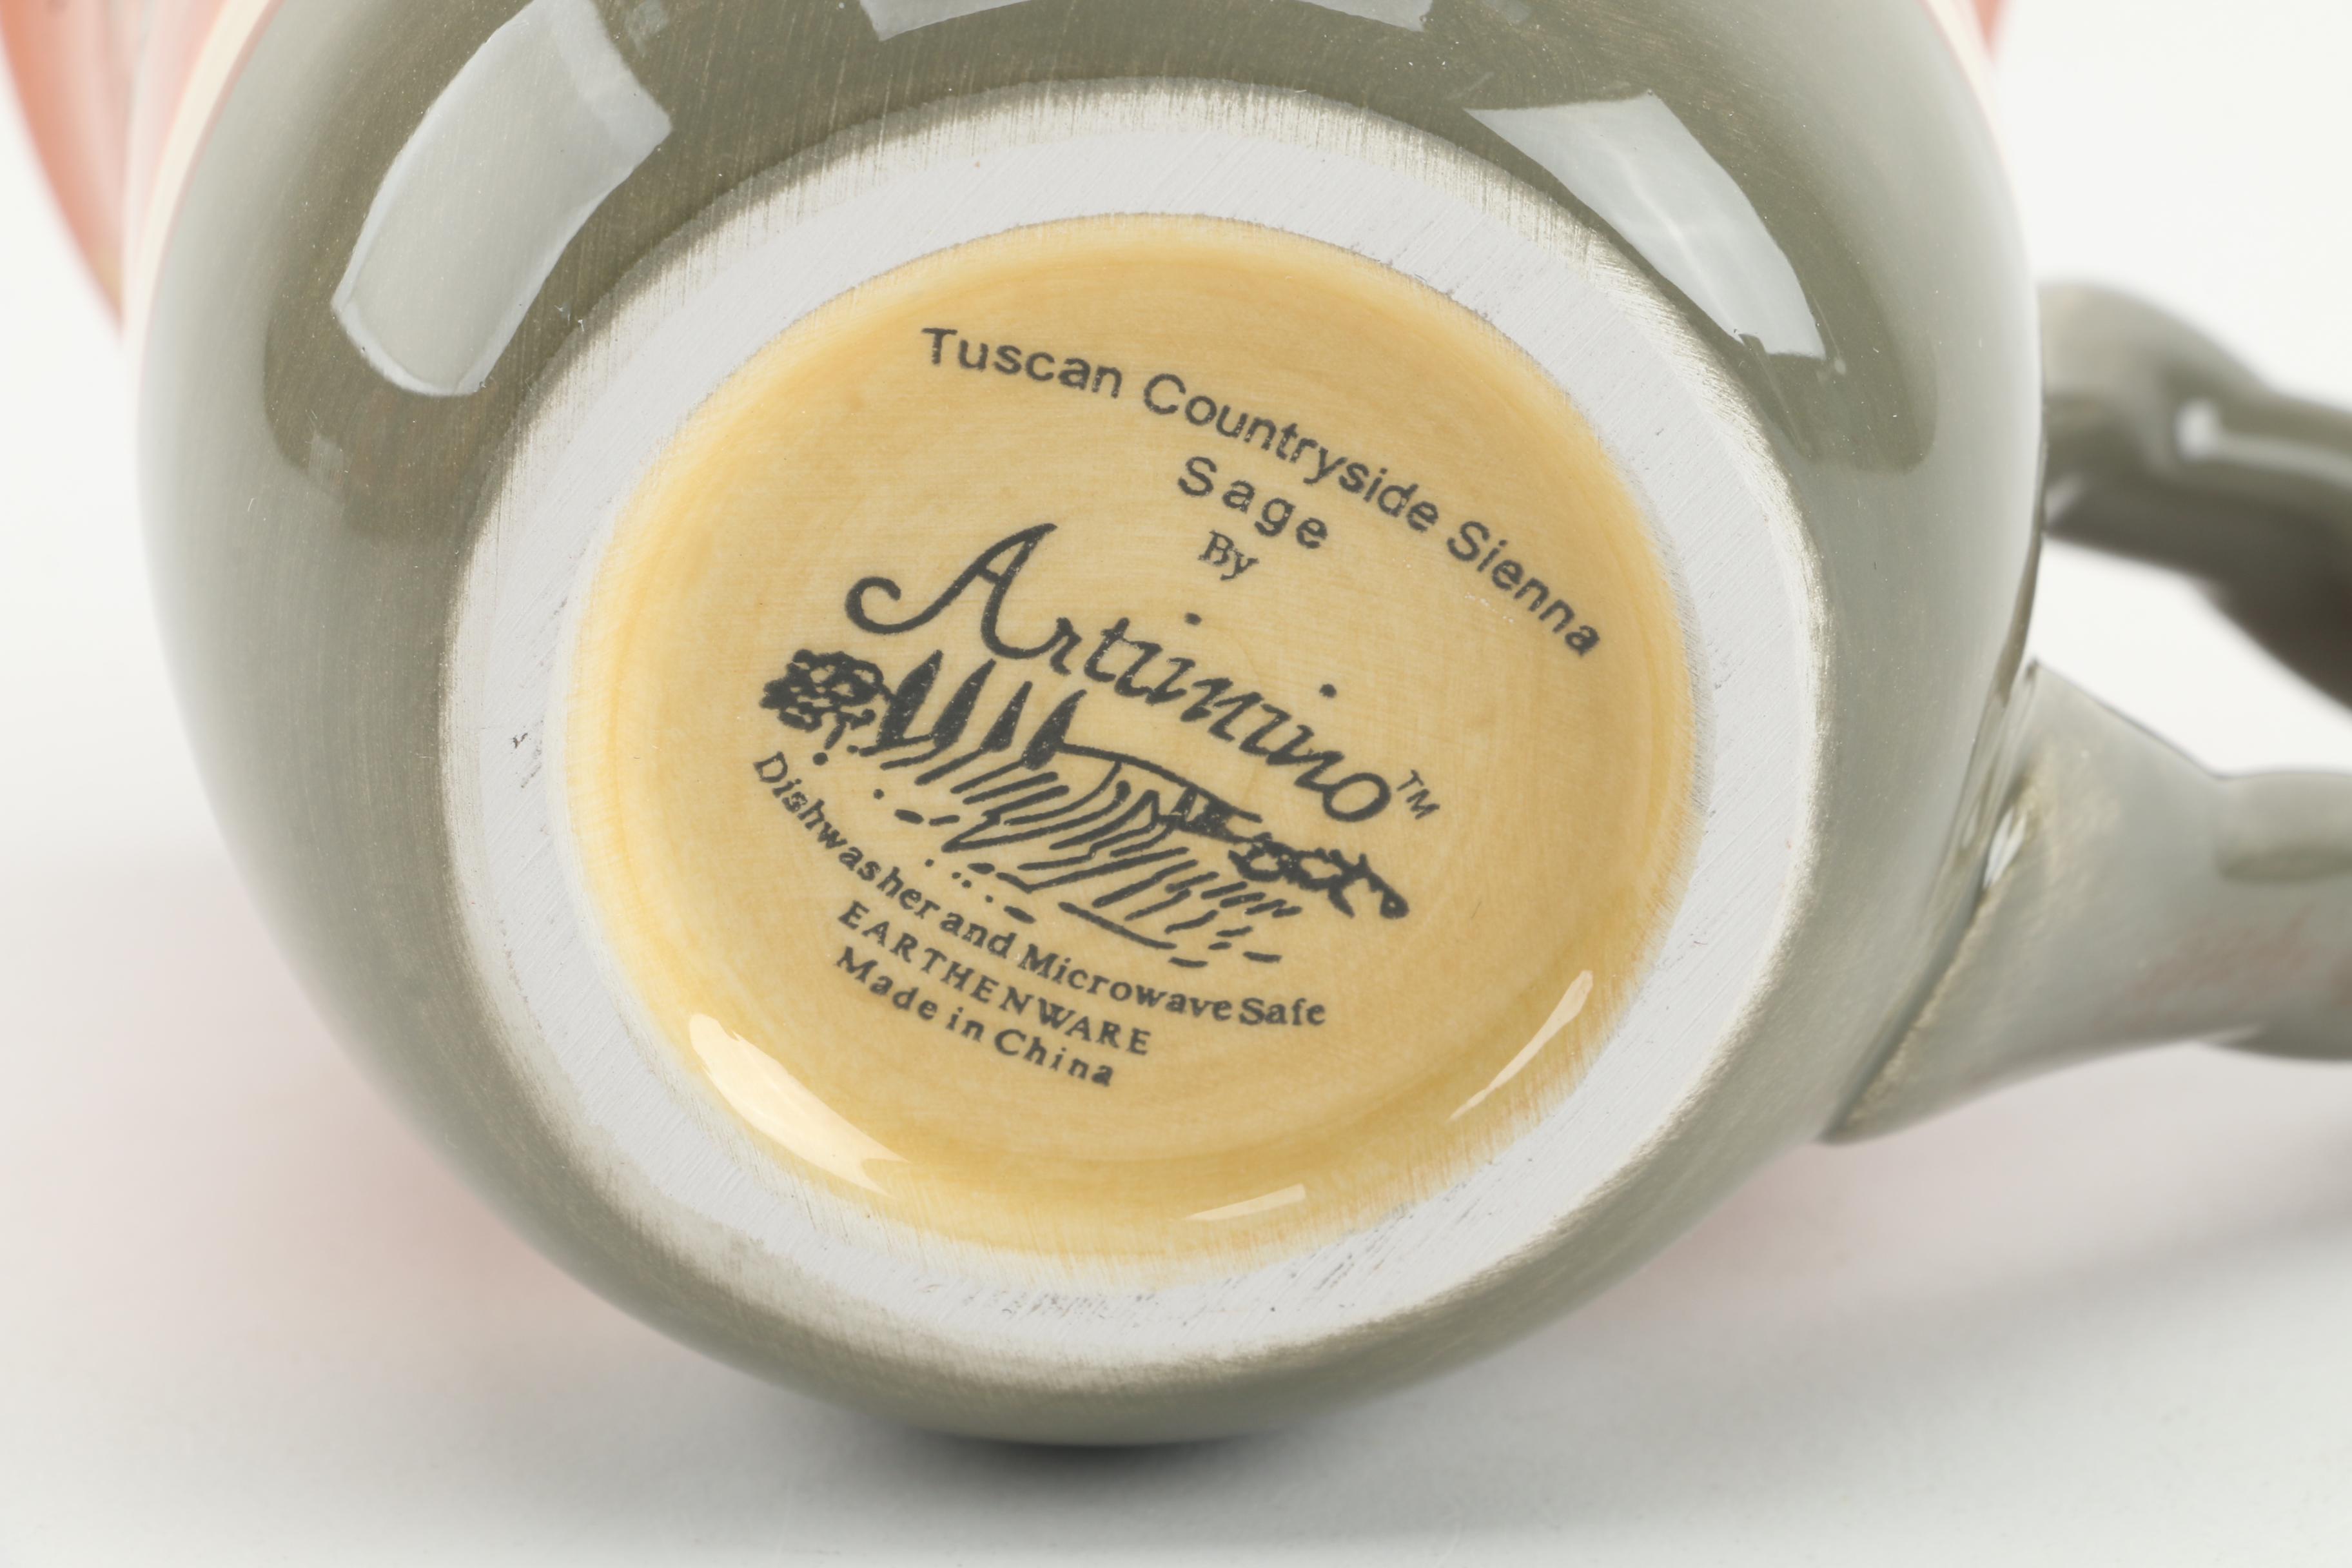 Tuscan Countryside Sienna
Sage
By
Artimino™
Dishwasher and Microwave Safe
EARTHENWARE
Made in China